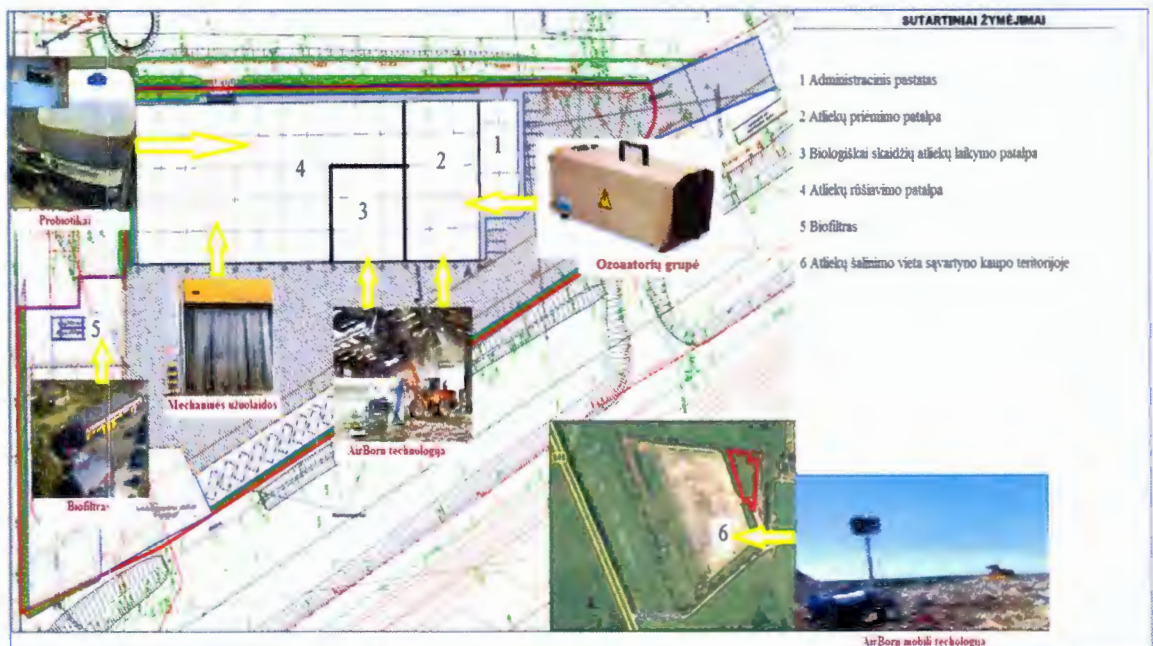 SUTARTINIAI ŽYMĖJIMAI
1 Administracinis pastatas
2 Atliekų priėmimo patalpa
3 Biologiškai skaidžių atliekų laikymo patalpa
4 Atliekų rūšiavimo patalpa
5 Biofiltras
6 Atliekų šalinimo vieta sąvartyno kaupo teritorijoje
Probiotikai
4
3
2
1
Ozonatorių grupė
5
Mechaninės užuolaidos
AirBorn technologija
Biofiltras
6
AirBorn mobili techologija